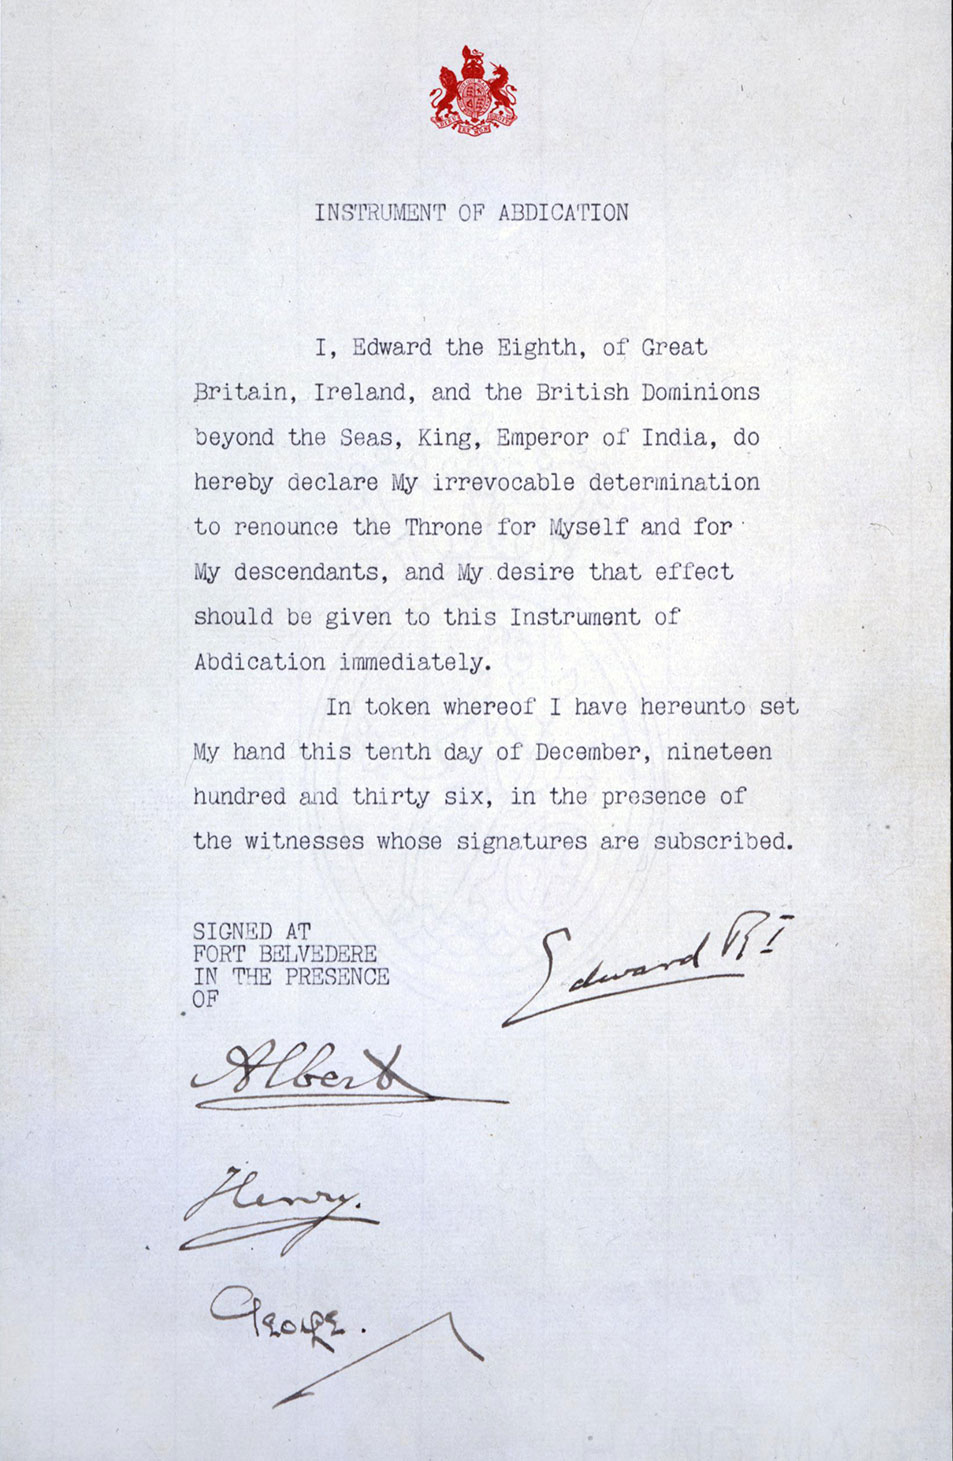 INSTRUMENT OF ABDICATION
I, Edward the Eighth, of Great
Britain, Ireland, and the British Dominions
beyond the Seas, King, Emperor of India, do
hereby declare My irrevocable determination
to renounce the Throne for Myself and for
My descendants, and My desire that effect
should be given to this Instrument of
Abdication immediately.
In token whereof I have hereunto set
My hand this tenth day of December, nineteen
hundred and thirty six, in the presence of
the witnesses whose signatures are subscribed.
SIGNED AT
FORT BELVEDERE
IN THE PRESENCE
OF
Edward RI
Albert
Henry.
George.